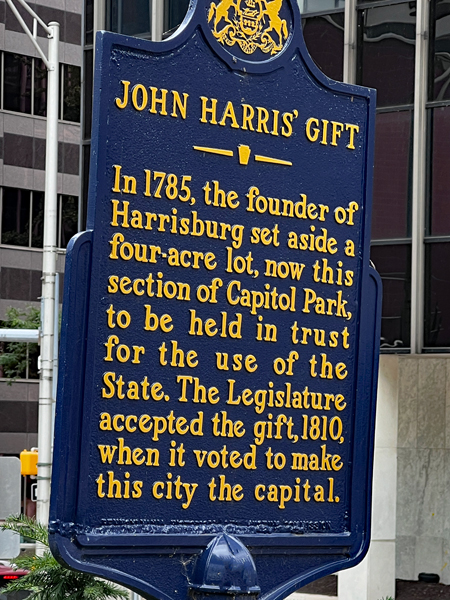 JOHN HARRIS' GIFT
In 1785, the founder of
Harrisburg set aside a
four-acre lot, now this
section of Capitol Park,
to be held in trust
for the use of the
State. The Legislature
accepted the gift, 1810,
when it voted to make
this city the capital.